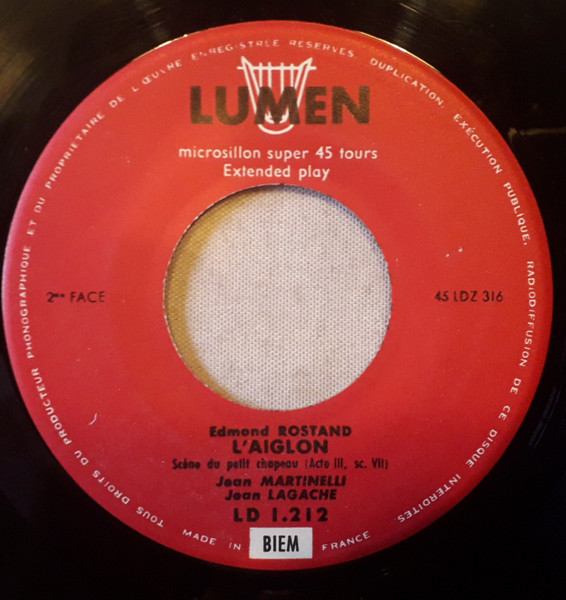 TOUS DROITS DU PRODUCTEUR PHONOGRAPHIQUE ET DU PROPRIÉTAIRE DE L'ŒUVRE ENREGISTRÉE RÉSERVÉS. DUPLICATION, EXÉCUTION PUBLIQUE, RADIODIFFUSION DE CE DISQUE INTERDITES
LUMEN
microsillon super 45 tours
Extended play
2me FACE
45 LDZ 316
Edmond ROSTAND
L'AIGLON
Scène du petit chapeau (Acte III, sc. VII)
Jean MARTINELLI
Jean LAGACHE
LD 1.212
MADE IN FRANCE
BIEM